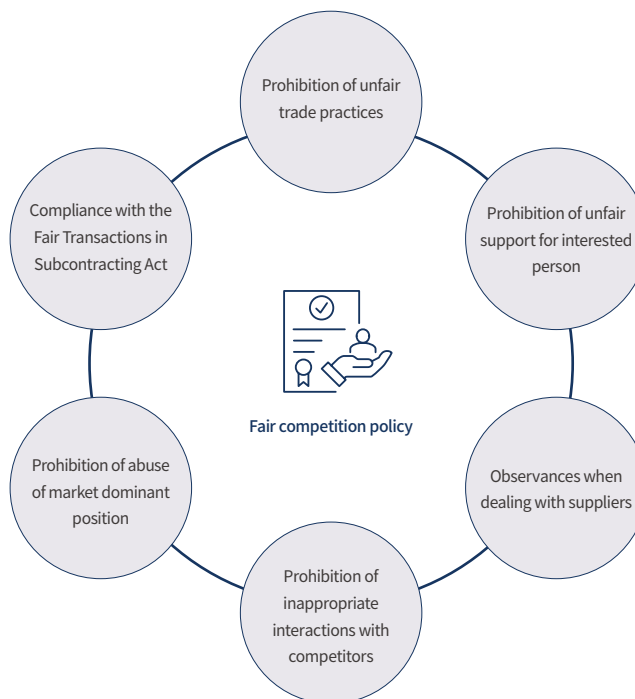 Prohibition of unfair
trade practices
Prohibition of unfair
support for interested
person
Observances when
dealing with suppliers
Prohibition of
inappropriate
interactions with
competitors
Prohibition of abuse
of market dominant
position
Compliance with the
Fair Transactions in
Subcontracting Act
Fair competition policy